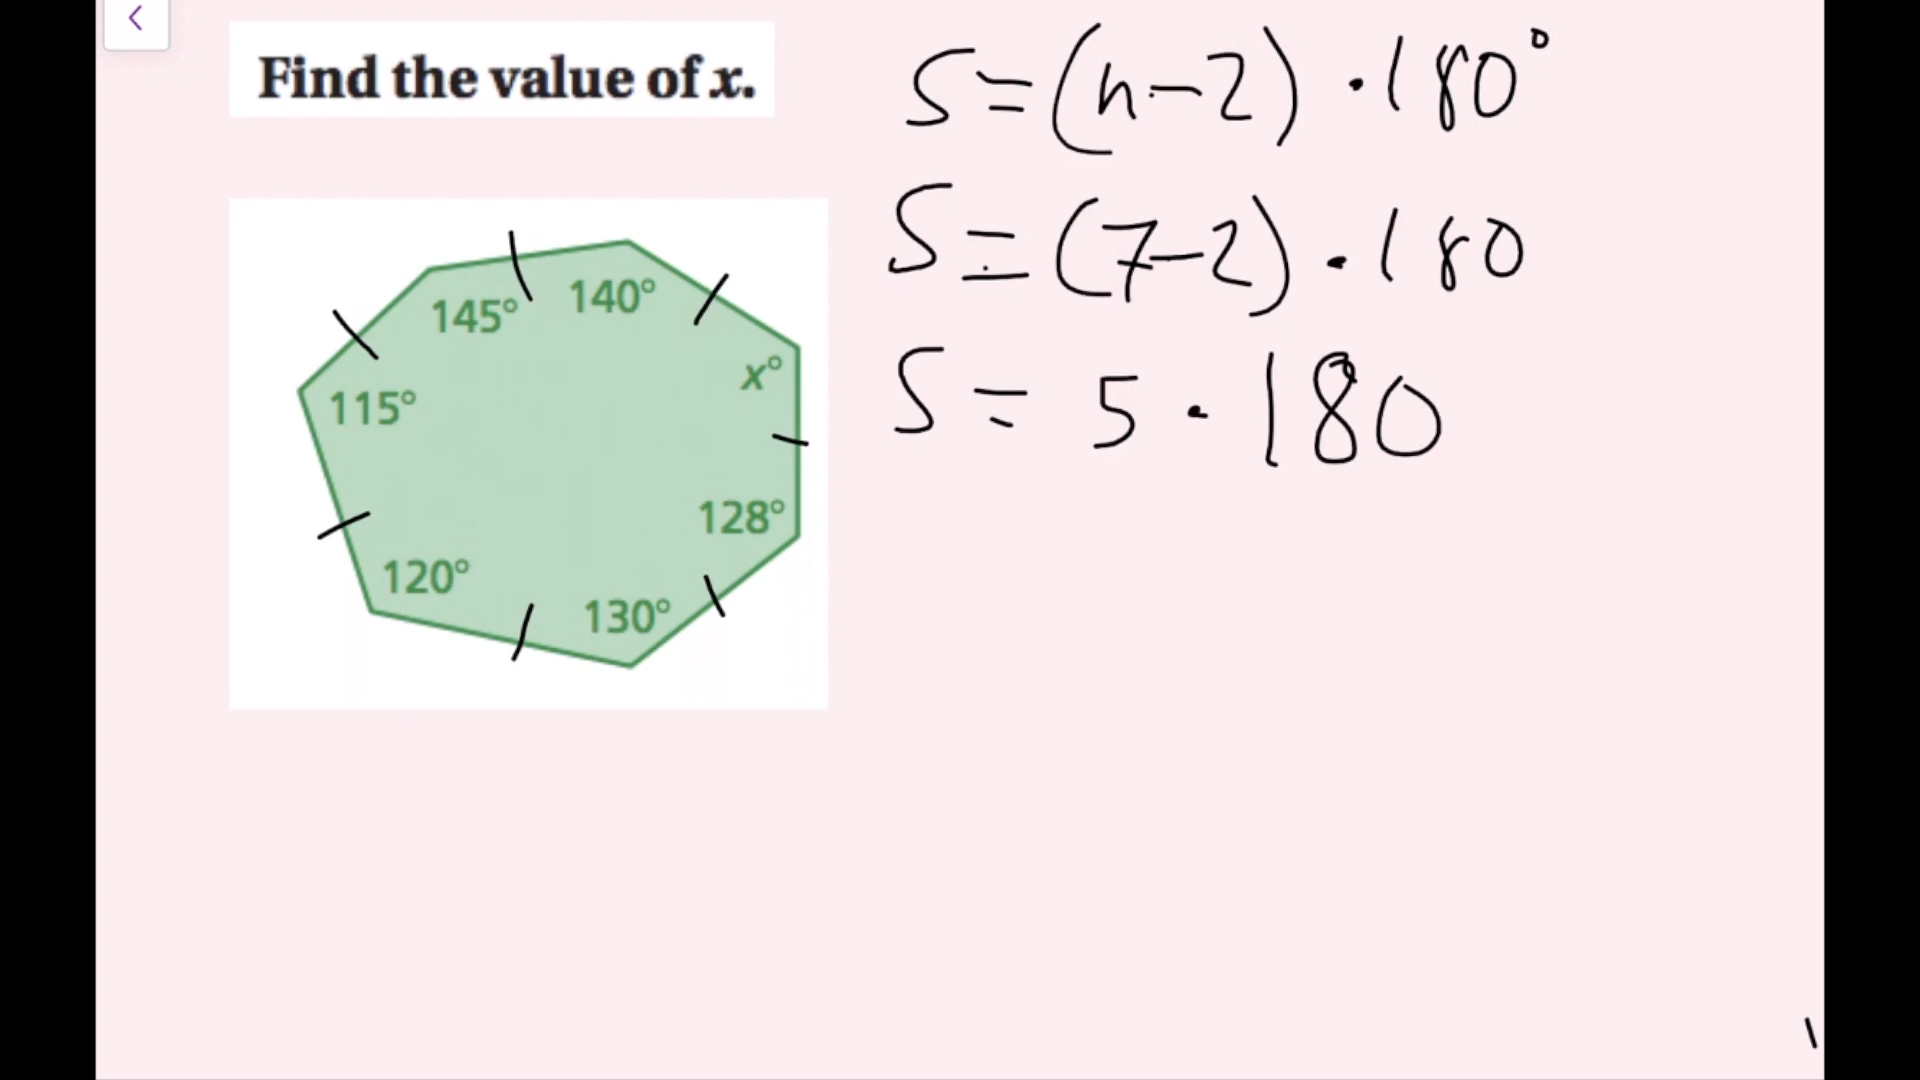 Find the value of x.
S=(n-2) · 180°
S=(7-2) · 180
S= 5 · 180
145° 140°
x°
115°
128°
120°
130°